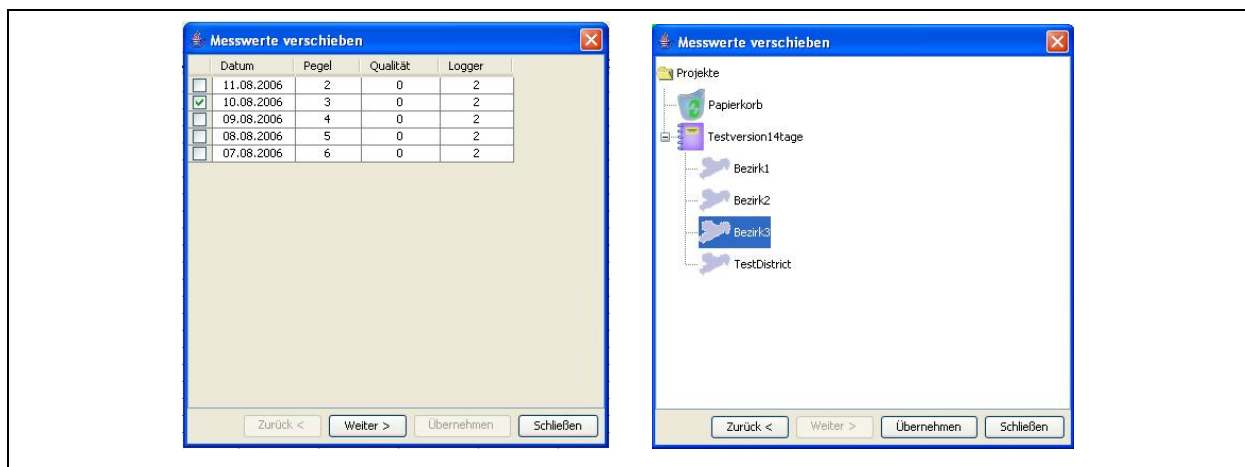 Messwerte verschieben
Datum Pegel Qualität Logger
11.08.2006 2 0 2
10.08.2006 3 0 2
09.08.2006 4 0 2
08.08.2006 5 0 2
07.08.2006 6 0 2
Zurück < Weiter > Übernehmen Schließen
Messwerte verschieben
Projekte
Papierkorb
Testversion14tage
Bezirk1
Bezirk2
Bezirk3
TestDistrict
Zurück < Weiter > Übernehmen Schließen